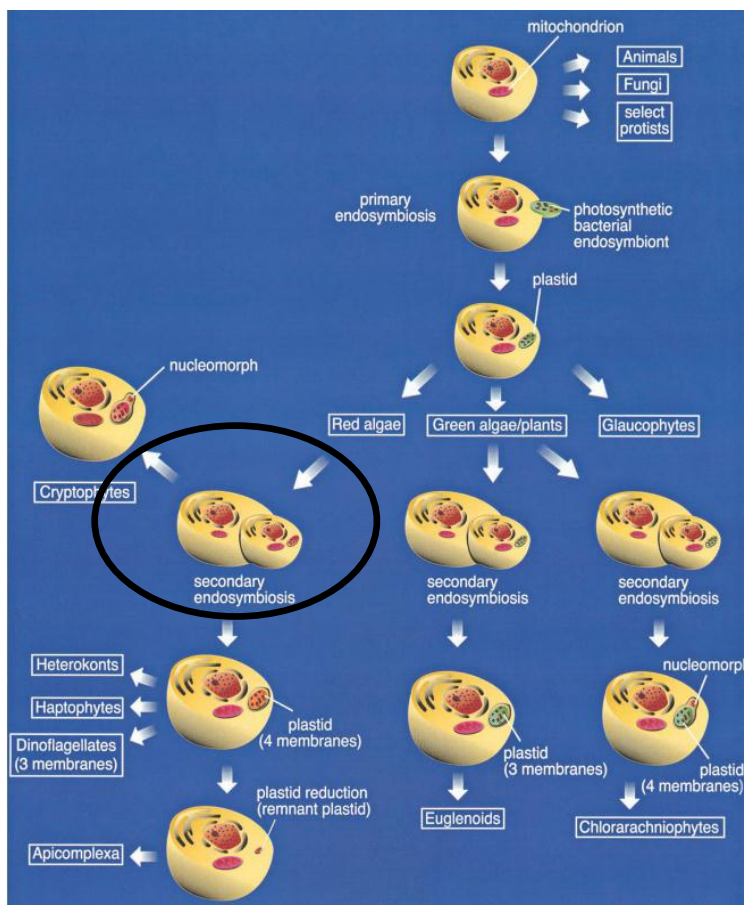 mitochondrion
Animals
Fungi
select
protists
primary
endosymbiosis
photosynthetic
bacterial
endosymbiont
plastid
nucleomorph
Red algae
Green algae/plants
Glaucophytes
Cryptophytes
secondary
endosymbiosis
secondary
endosymbiosis
secondary
endosymbiosis
Heterokonts
Haptophytes
Dinoflagellates
(3 membranes)
plastid
(4 membranes)
plastid
(3 membranes)
nucleomorph
plastid
(4 membranes)
plastid reduction
(remnant plastid)
Apicomplexa
Euglenoids
Chlorarachniophytes